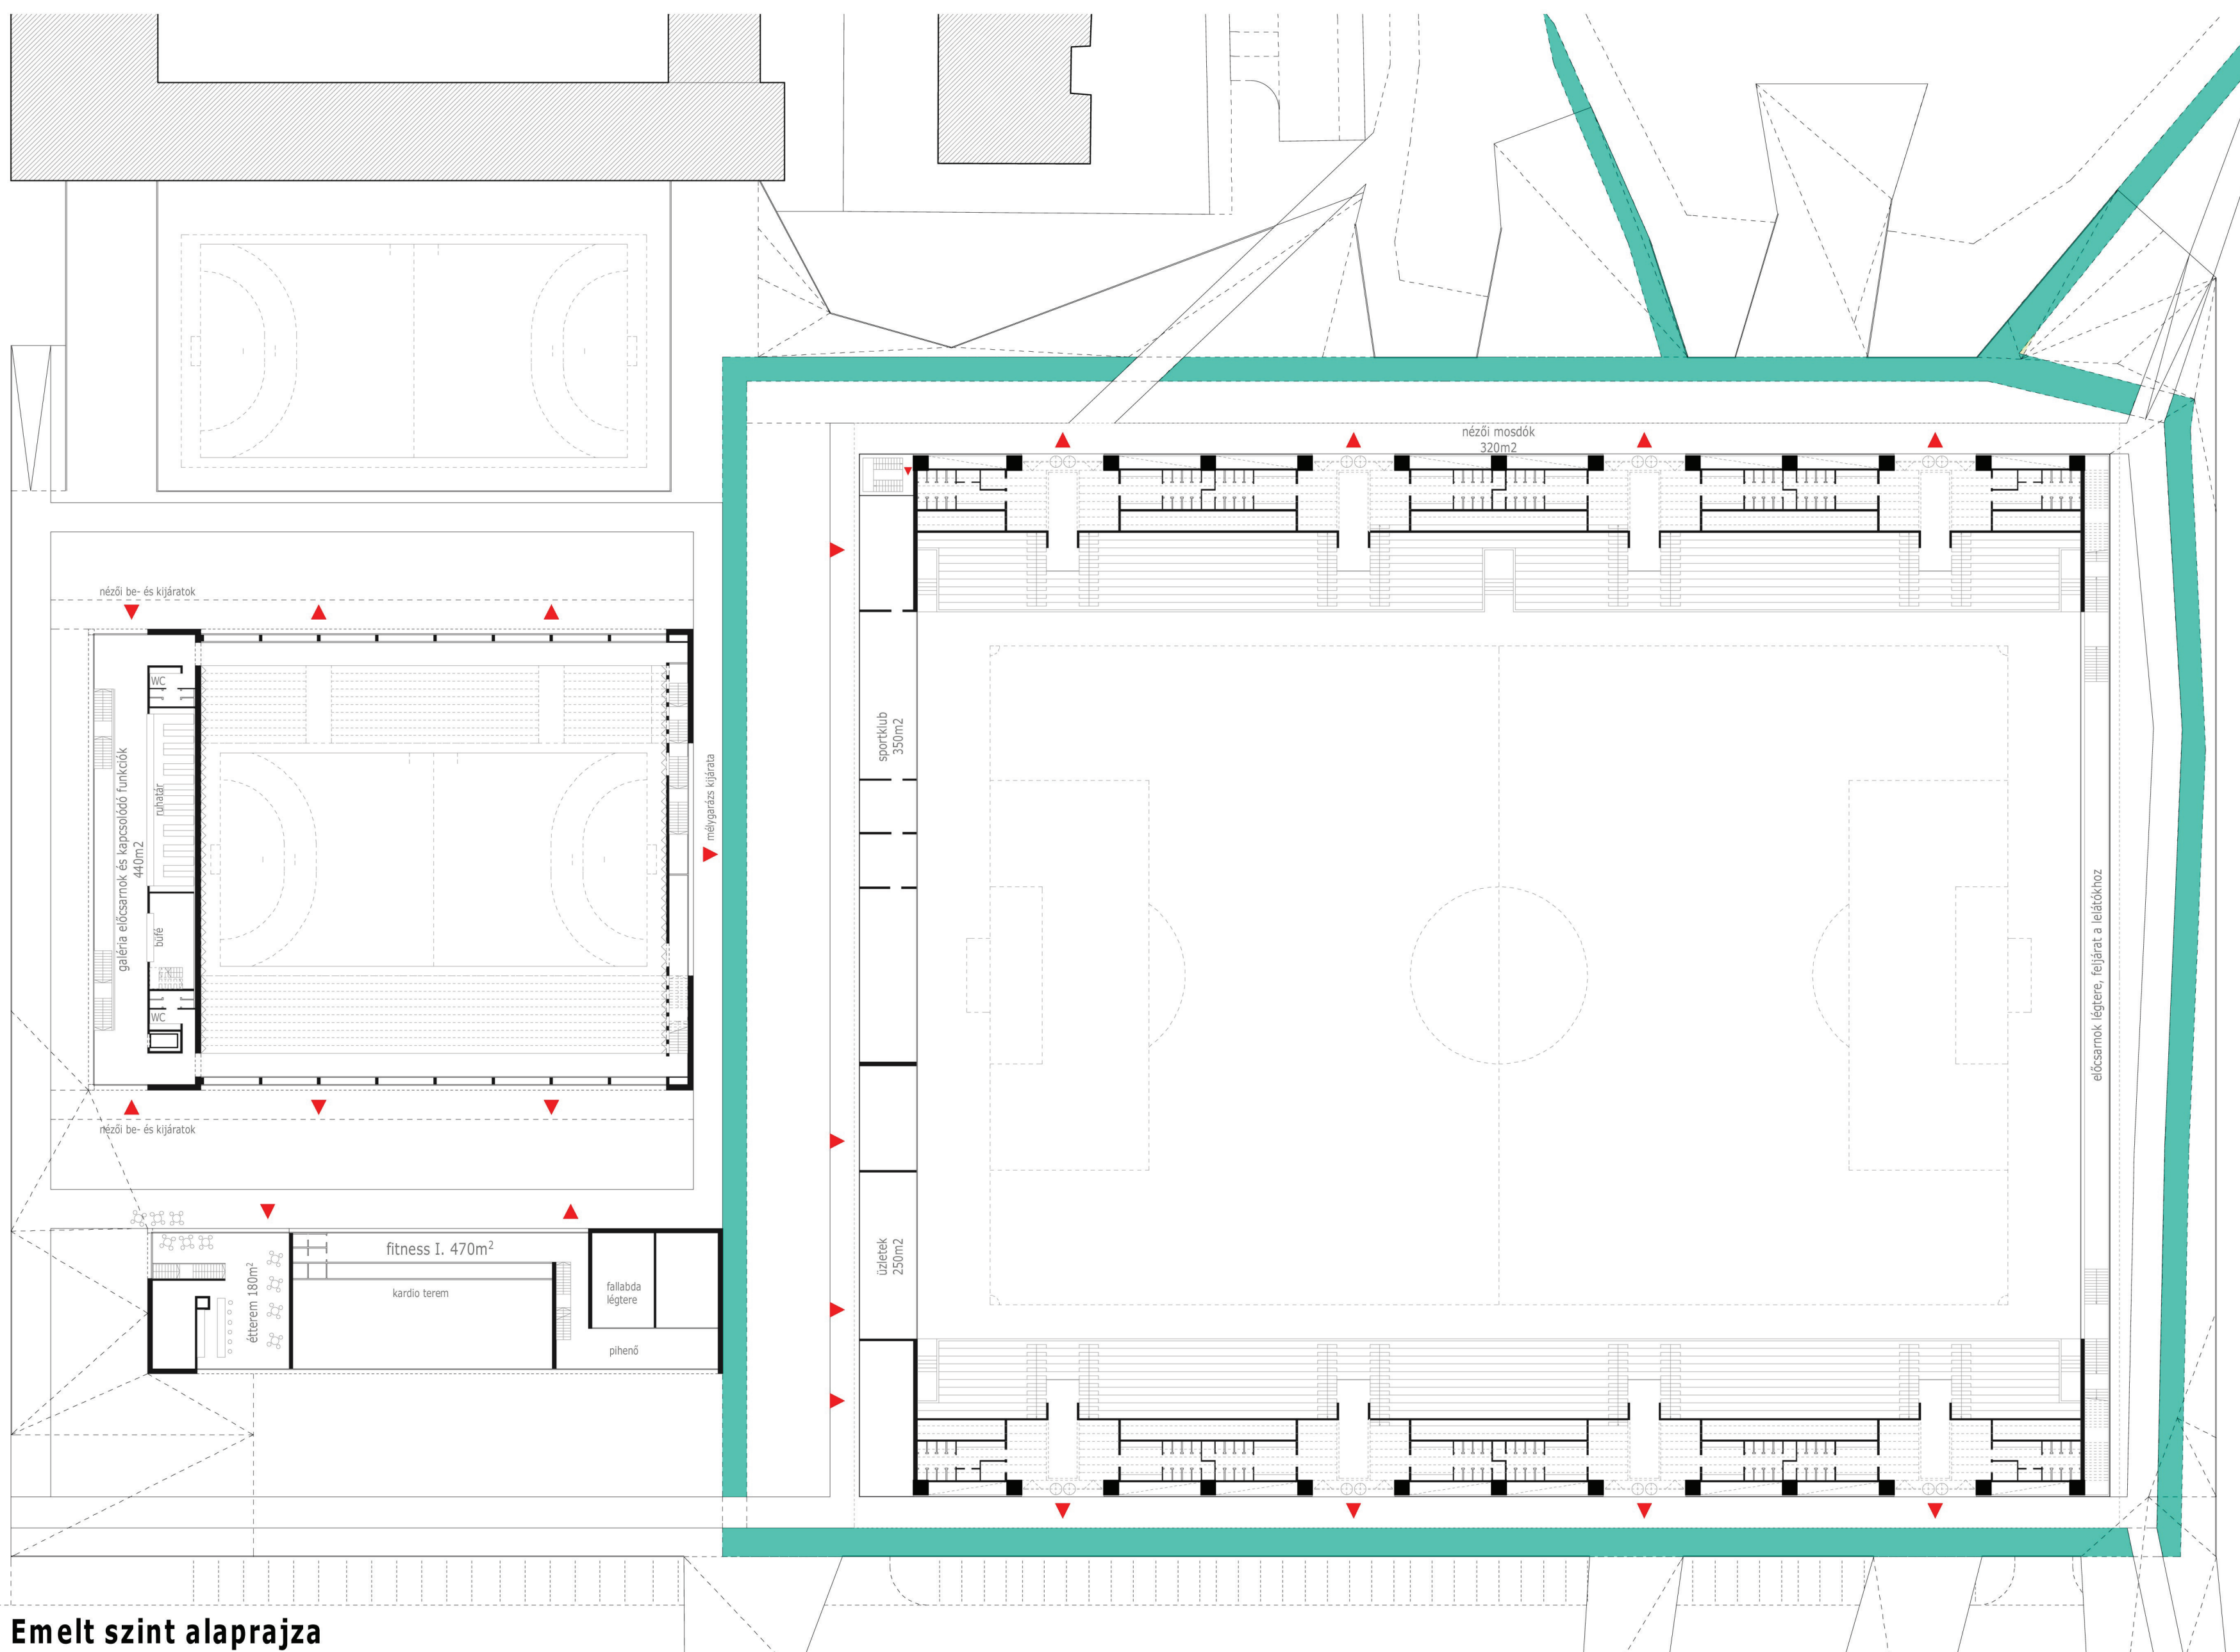 nézői mosdók
320m2
nézői be- és kijáratok
WC
galéria előcsarnok és kapcsolódó funkciók
440m2
ruhatár
büfé
WC
mélygarázs kijárata
nézői be- és kijáratok
sportklub
350m2
üzletek
250m2
előcsarnok légtere, feljárat a lelátókhoz
étterem 180m²
fitness I. 470m²
kardio terem
fallabda
légtere
pihenő
Emelt szint alaprajza